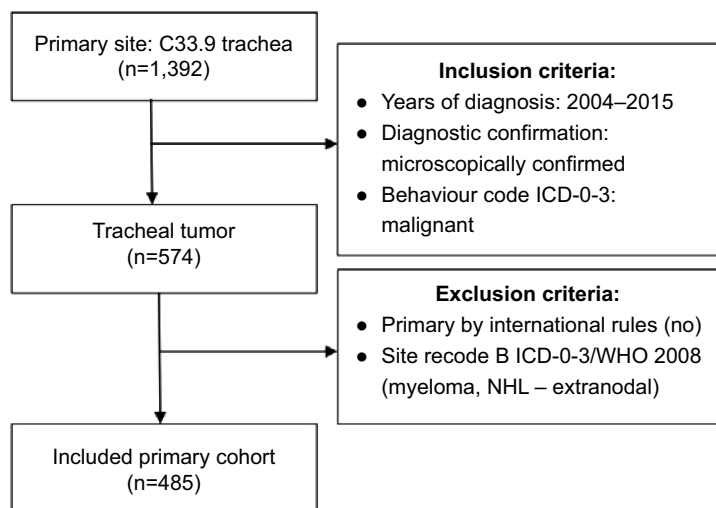 Primary site: C33.9 trachea
(n=1,392)
Inclusion criteria:
● Years of diagnosis: 2004–2015
● Diagnostic confirmation:
microscopically confirmed
● Behaviour code ICD-0-3:
malignant
Tracheal tumor
(n=574)
Exclusion criteria:
● Primary by international rules (no)
● Site recode B ICD-0-3/WHO 2008
(myeloma, NHL – extranodal)
Included primary cohort
(n=485)